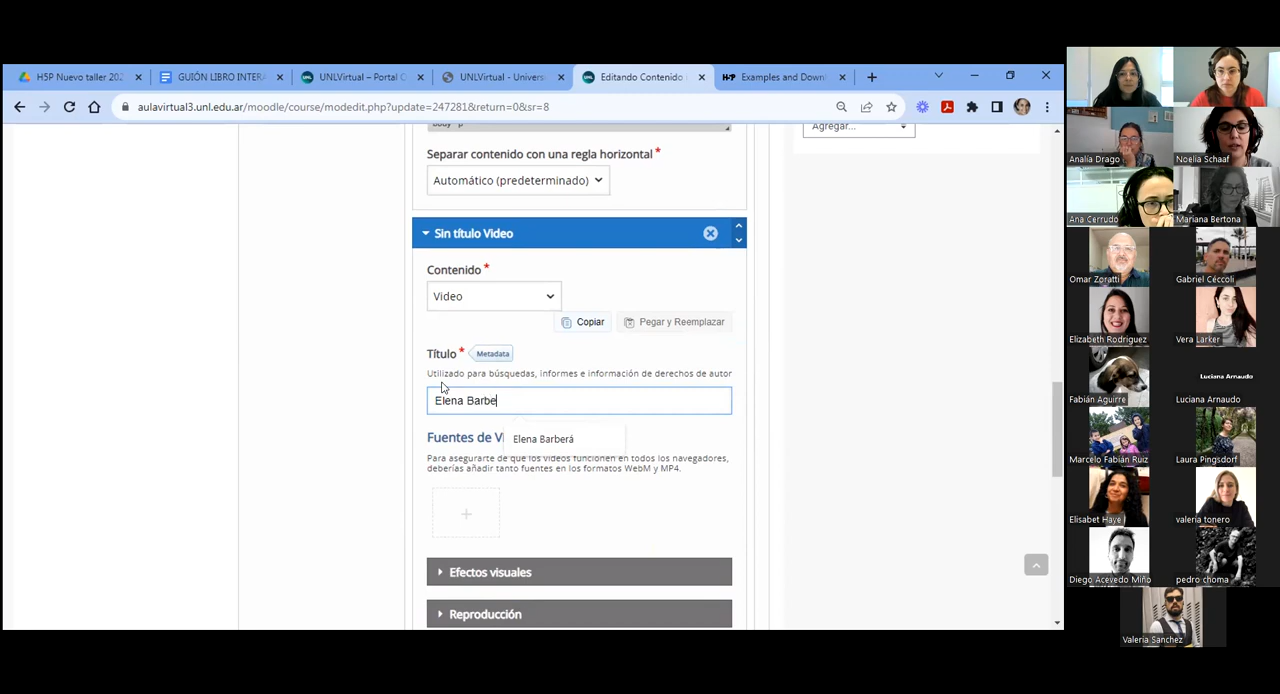 H5P Nuevo taller 202
GUIÓN LIBRO INTERA
UNLVirtual – Portal C
UNLVirtual - Univers
Editando Contenido
H-P Examples and Down
aulavirtual3.unl.edu.ar/moodle/course/modedit.php?update=247281&return=0&sr=8
Agregar...
Separar contenido con una regla horizontal *
Automático (predeterminado)
Sin título Video
Contenido *
Video
Copiar
Pegar y Reemplazar
Título * Metadata
Utilizado para búsquedas, informes e información de derechos de autor
Elena Barbe
Elena Barberá
Fuentes de V
Para asegurarte de que los videos funcionen en todos los navegadores,
deberías añadir tanto fuentes en los formatos WebM y MP4.
Efectos visuales
Reproducción
Analía Drago
Noelia Schaaf
Ana Cerrudo
Mariana Bertona
Omar Zoratti
Gabriel Céccoli
Elizabeth Rodriguez
Vera Larker
Luciana Arnaudo
Fabián Aguirre
Luciana Arnaudo
Marcelo Fabián Ruiz
Laura Pingsdorf
Elisabet Haye
valeria tonero
Diego Acevedo Miño
pedro choma
Valeria Sanchez